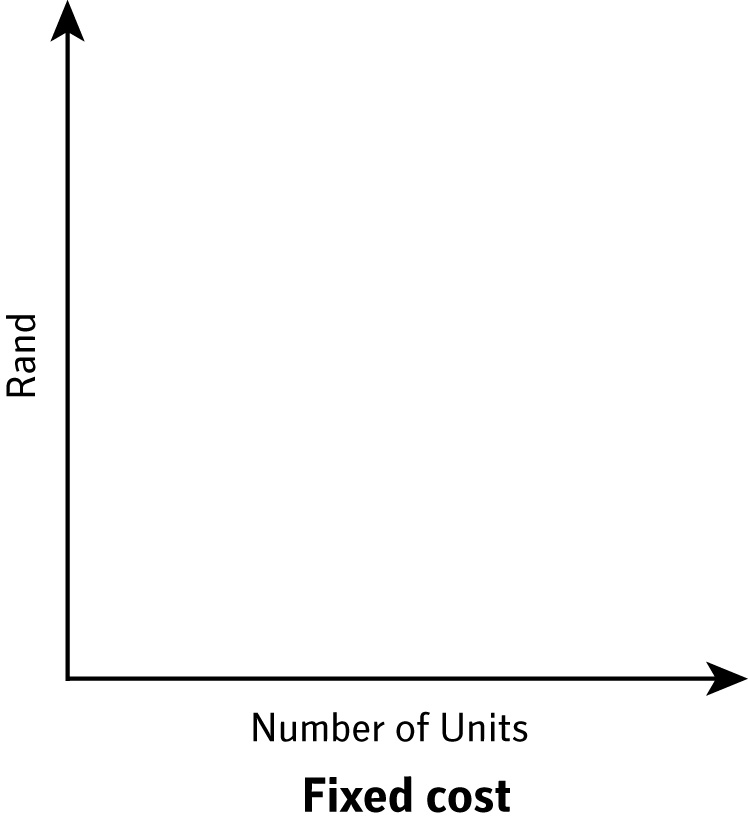 Rand
Number of Units
Fixed cost